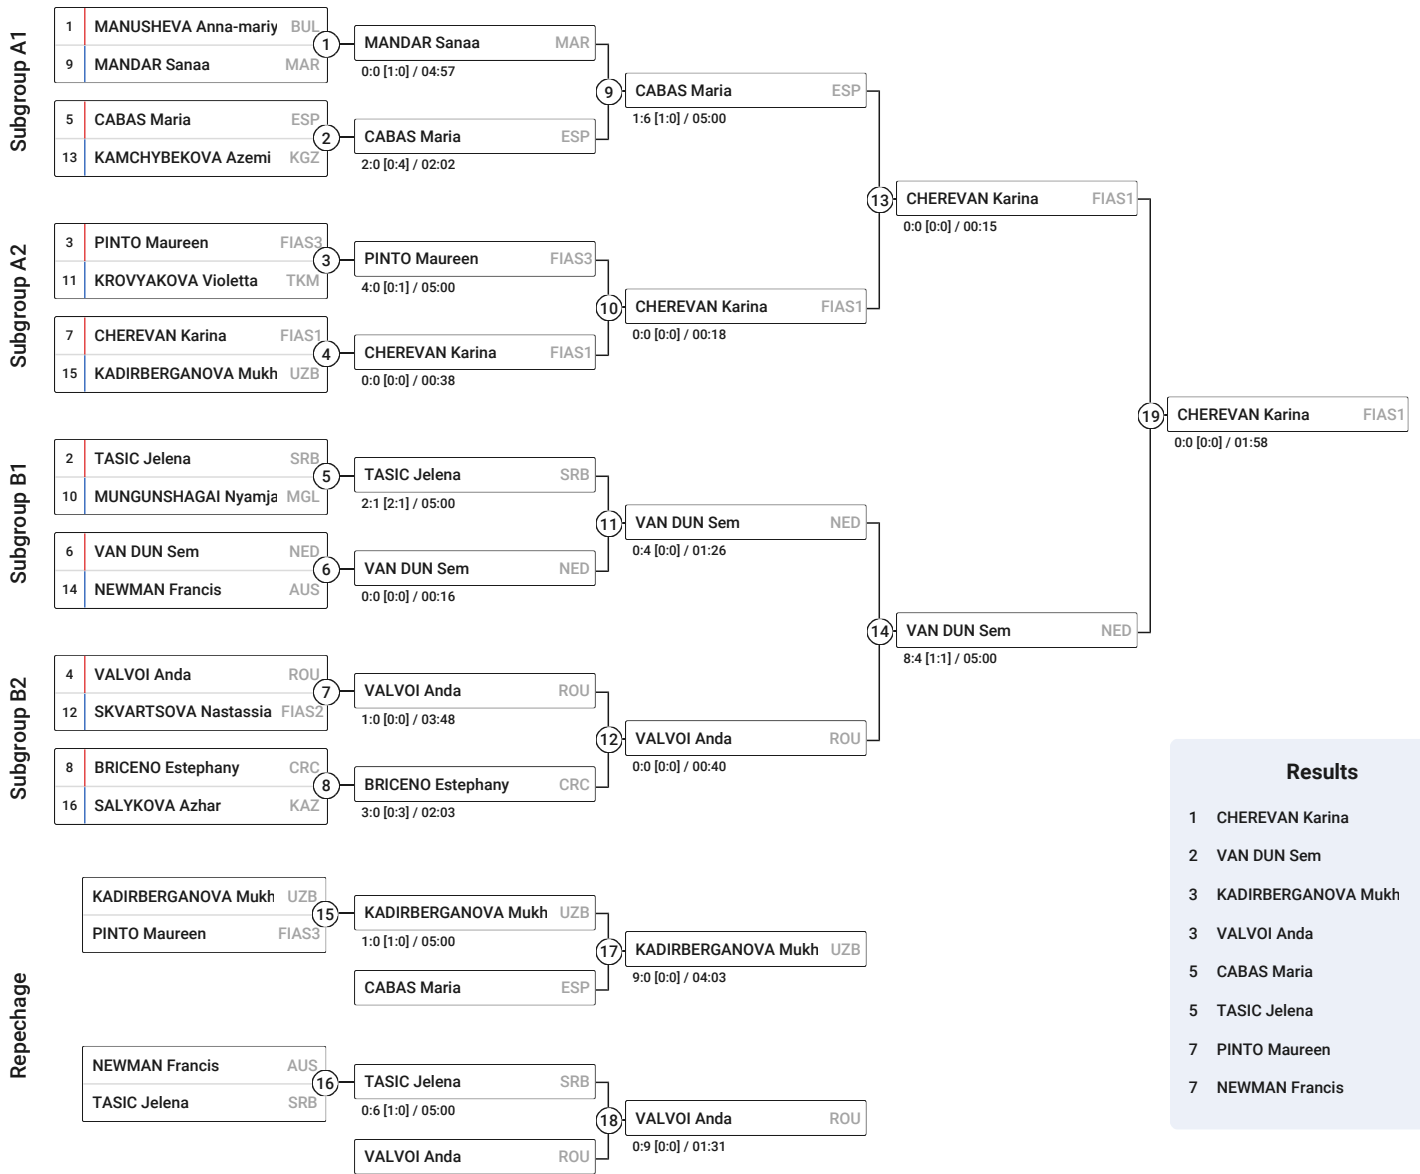 Subgroup A1
1 MANUSHEVA Anna-mariy BUL
9 MANDAR Sanaa MAR
1
MANDAR Sanaa MAR
0:0 [1:0] / 04:57
5 CABAS Maria ESP
13 KAMCHYBEKOVA Azemi KGZ
2
CABAS Maria ESP
2:0 [0:4] / 02:02
9
CABAS Maria ESP
1:6 [1:0] / 05:00
Subgroup A2
3 PINTO Maureen FIAS3
11 KROVYAKOVA Violetta TKM
3
PINTO Maureen FIAS3
4:0 [0:1] / 05:00
7 CHEREVAN Karina FIAS1
15 KADIRBERGANOVA Mukh UZB
4
CHEREVAN Karina FIAS1
0:0 [0:0] / 00:38
10
CHEREVAN Karina FIAS1
0:0 [0:0] / 00:18
13
CHEREVAN Karina FIAS1
0:0 [0:0] / 00:15
Subgroup B1
2 TASIC Jelena SRB
10 MUNGUNSHAGAI Nyamja MGL
5
TASIC Jelena SRB
2:1 [2:1] / 05:00
6 VAN DUN Sem NED
14 NEWMAN Francis AUS
6
VAN DUN Sem NED
0:0 [0:0] / 00:16
11
VAN DUN Sem NED
0:4 [0:0] / 01:26
Subgroup B2
4 VALVOI Anda ROU
12 SKVARTSOVA Nastassia FIAS2
7
VALVOI Anda ROU
1:0 [0:0] / 03:48
8 BRICENO Estephany CRC
16 SALYKOVA Azhar KAZ
8
BRICENO Estephany CRC
3:0 [0:3] / 02:03
12
VALVOI Anda ROU
0:0 [0:0] / 00:40
14
VAN DUN Sem NED
8:4 [1:1] / 05:00
19
CHEREVAN Karina FIAS1
0:0 [0:0] / 01:58
Repechage
KADIRBERGANOVA Mukh UZB
PINTO Maureen FIAS3
15
KADIRBERGANOVA Mukh UZB
1:0 [1:0] / 05:00
CABAS Maria ESP
17
KADIRBERGANOVA Mukh UZB
9:0 [0:0] / 04:03
NEWMAN Francis AUS
TASIC Jelena SRB
16
TASIC Jelena SRB
0:6 [1:0] / 05:00
VALVOI Anda ROU
18
VALVOI Anda ROU
0:9 [0:0] / 01:31
Results
1 CHEREVAN Karina
2 VAN DUN Sem
3 KADIRBERGANOVA Mukh
3 VALVOI Anda
5 CABAS Maria
5 TASIC Jelena
7 PINTO Maureen
7 NEWMAN Francis